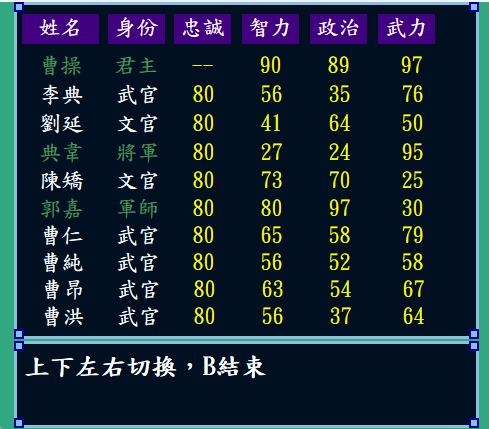 姓名 身份 忠誠 智力 政治 武力
曹操 君主 -- 90 89 97
李典 武官 80 56 35 76
劉延 文官 80 41 64 50
典韋 將軍 80 27 24 95
陳矯 文官 80 73 70 25
郭嘉 軍師 80 80 97 30
曹仁 武官 80 65 58 79
曹純 武官 80 56 52 58
曹昂 武官 80 63 54 67
曹洪 武官 80 56 37 64
上下左右切換，B結束